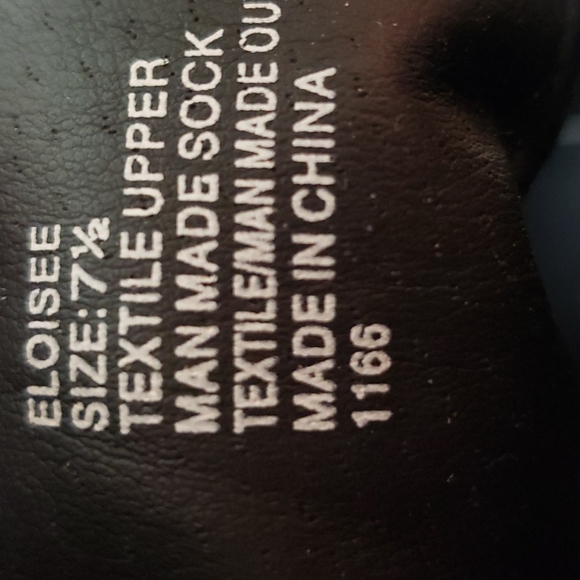 ELOISEE
SIZE: 7½
TEXTILE UPPER
MAN MADE SOCK
TEXTILE/MAN MADE OU
MADE IN CHINA
1166